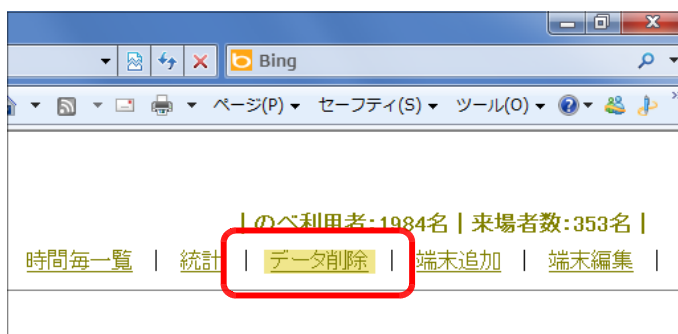 Bing
ページ(P) セーフティ(S) ツール(O)
| のべ利用者:1984名 | 来場者数:353名 |
時間毎一覧 | 統計 | データ削除 | 端末追加 | 端末編集 |